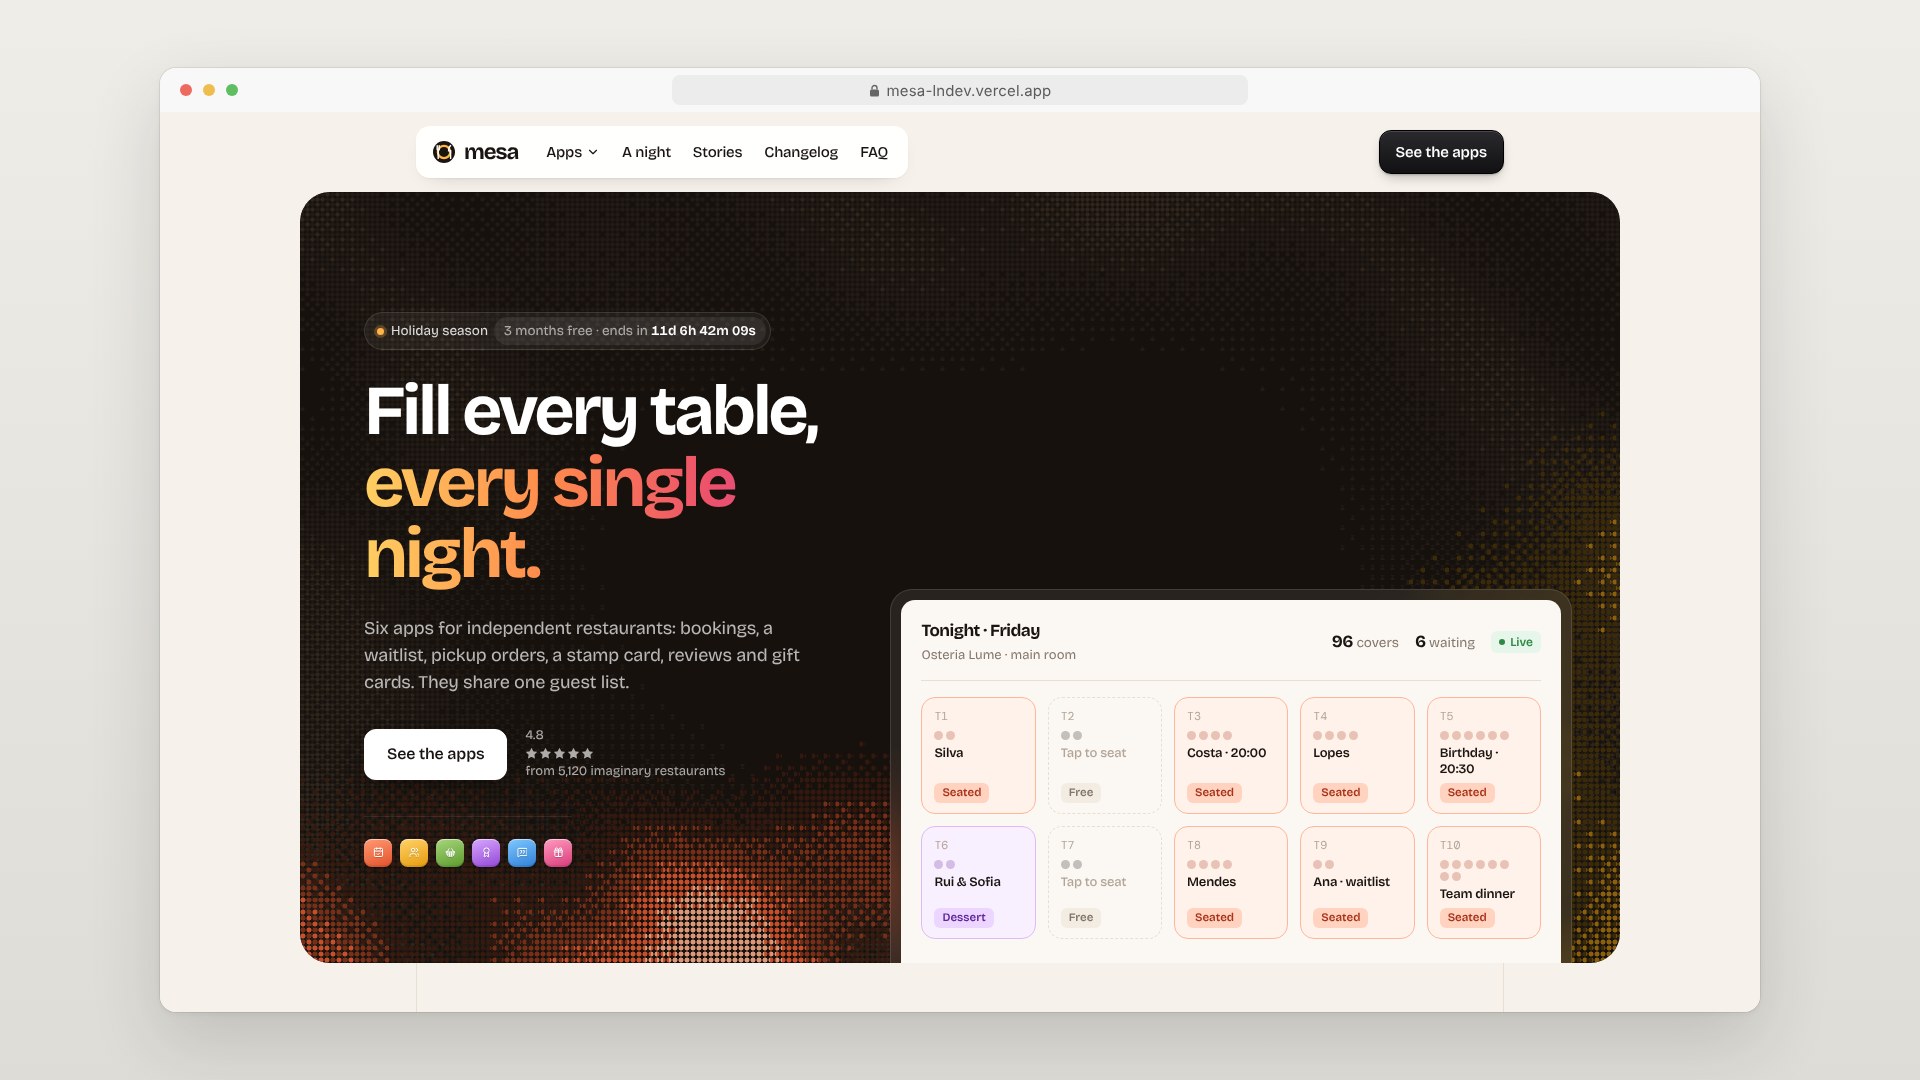 mesa-lndev.vercel.app
mesa Apps A night Stories Changelog FAQ
See the apps
Holiday season 3 months free · ends in 11d 6h 42m 09s
Fill every table,
every single
night.
Six apps for independent restaurants: bookings, a
waitlist, pickup orders, a stamp card, reviews and gift
cards. They share one guest list.
See the apps
4.8
from 5,120 imaginary restaurants
Tonight · Friday
Osteria Lume · main room
96 covers 6 waiting Live
T1
Silva
Seated
T2
Tap to seat
Free
T3
Costa · 20:00
Seated
T4
Lopes
Seated
T5
Birthday ·
20:30
Seated
T6
Rui & Sofia
Dessert
T7
Tap to seat
Free
T8
Mendes
Seated
T9
Ana · waitlist
Seated
T10
Team dinner
Seated